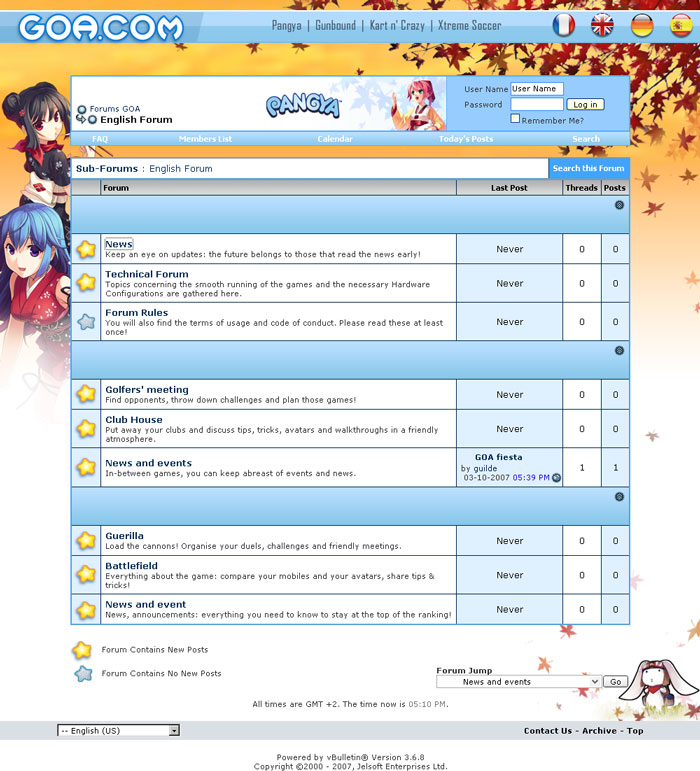 GOA.COM
Pangya | Gunbound | Kart n' Crazy | Xtreme Soccer
Forums GOA
English Forum
PANGYA
User Name User Name
Password Log in
Remember Me?
FAQ Members List Calendar Today's Posts Search
Sub-Forums : English Forum Search this Forum
Forum Last Post Threads Posts
News
Keep an eye on updates: the future belongs to those that read the news early!
Never 0 0
Technical Forum
Topics concerning the smooth running of the games and the necessary Hardware
Configurations are gathered here.
Never 0 0
Forum Rules
You will also find the terms of usage and code of conduct. Please read these at least
once!
Never 0 0
Golfers' meeting
Find opponents, throw down challenges and plan those games!
Never 0 0
Club House
Put away your clubs and discuss tips, tricks, avatars and walkthroughs in a friendly
atmosphere.
Never 0 0
News and events
In-between games, you can keep abreast of events and news.
GOA fiesta
by guilde
03-10-2007 05:39 PM
1 1
Guerilla
Load the cannons! Organise your duels, challenges and friendly meetings.
Never 0 0
Battlefield
Everything about the game: compare your mobiles and your avatars, share tips &
tricks!
Never 0 0
News and event
News, announcements: everything you need to know to stay at the top of the ranking!
Never 0 0
Forum Contains New Posts
Forum Contains No New Posts
Forum Jump
News and events Go
All times are GMT +2. The time now is 05:10 PM.
-- English (US)
Contact Us - Archive - Top
Powered by vBulletin® Version 3.6.8
Copyright ©2000 - 2007, Jelsoft Enterprises Ltd.